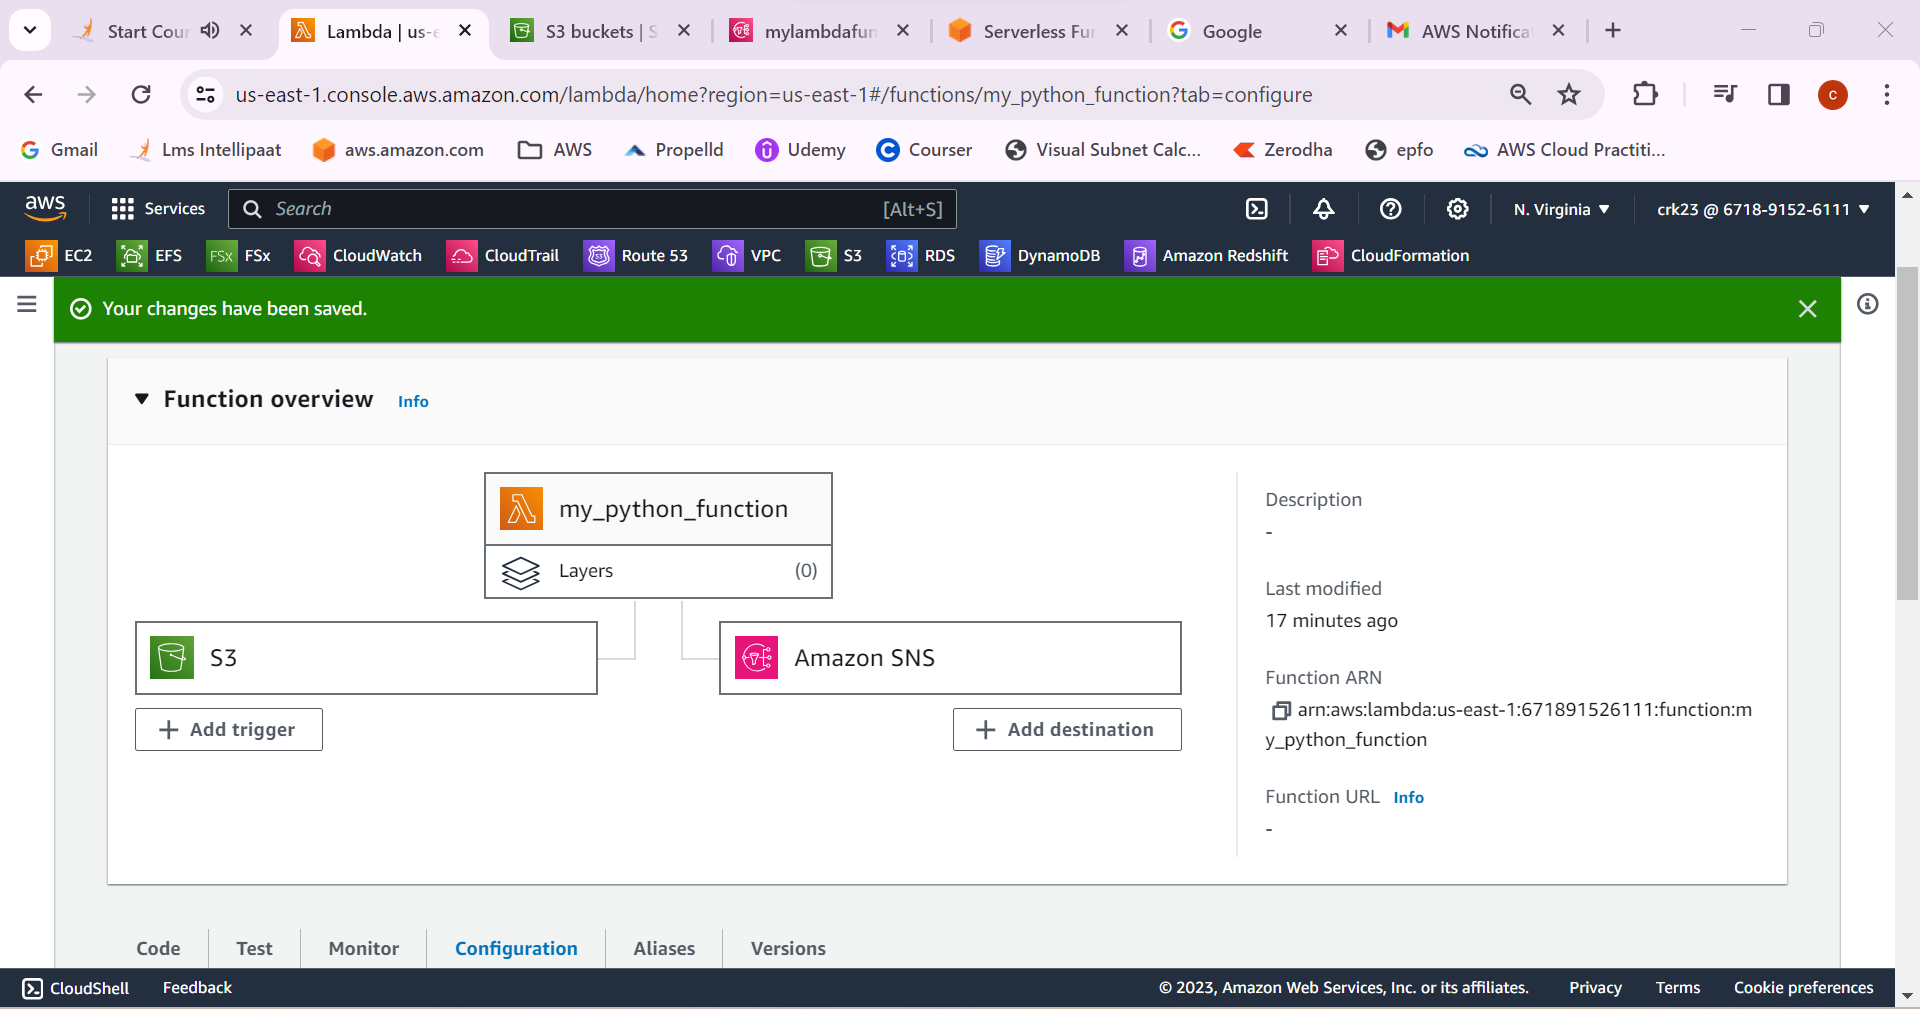 Start Cour
Lambda | us-e
S3 buckets | S
mylambdafun
Serverless Fun
Google
AWS Notificat
us-east-1.console.aws.amazon.com/lambda/home?region=us-east-1#/functions/my_python_function?tab=configure
C
Gmail
Lms Intellipaat
aws.amazon.com
AWS
Propelld
Udemy
Courser
Visual Subnet Calc...
Zerodha
epfo
AWS Cloud Practiti...
aws
Services
Search
[Alt+S]
N. Virginia
crk23 @ 6718-9152-6111
EC2
EFS
FSx
FSx
CloudWatch
CloudTrail
Route 53
VPC
S3
RDS
DynamoDB
Amazon Redshift
CloudFormation
Your changes have been saved.
Function overview Info
my_python_function
Layers (0)
S3
Amazon SNS
+ Add trigger
+ Add destination
Description
-
Last modified
17 minutes ago
Function ARN
arn:aws:lambda:us-east-1:671891526111:function:m
y_python_function
Function URL Info
-
Code
Test
Monitor
Configuration
Aliases
Versions
CloudShell
Feedback
© 2023, Amazon Web Services, Inc. or its affiliates.
Privacy
Terms
Cookie preferences